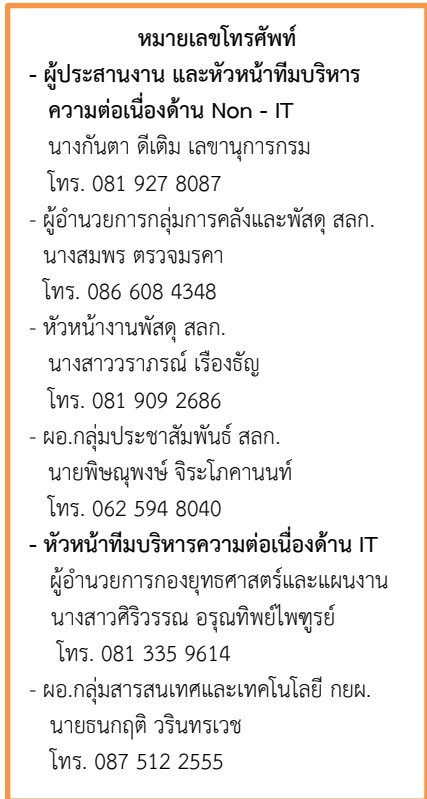 หมายเลขโทรศัพท์
- ผู้ประสานงาน และหัวหน้าทีมบริหาร
ความต่อเนื่องด้าน Non - IT
นางกันตา ดีเติม เลขานุการกรม
โทร. 081 927 8087
- ผู้อำนวยการกลุ่มการคลังและพัสดุ สลก.
นางสมพร ตรวจมรคา
โทร. 086 608 4348
- หัวหน้างานพัสดุ สลก.
นางสาววราภรณ์ เรืองธัญ
โทร. 081 909 2686
- ผอ.กลุ่มประชาสัมพันธ์ สลก.
นายพิษณุพงษ์ จิระโภคานนท์
โทร. 062 594 8040
- หัวหน้าทีมบริหารความต่อเนื่องด้าน IT
ผู้อำนวยการกองยุทธศาสตร์และแผนงาน
นางสาวศิริวรรณ อรุณทิพย์ไพฑูรย์
โทร. 081 335 9614
- ผอ.กลุ่มสารสนเทศและเทคโนโลยี กยผ.
นายธนกฤติ วรินทรเวช
โทร. 087 512 2555